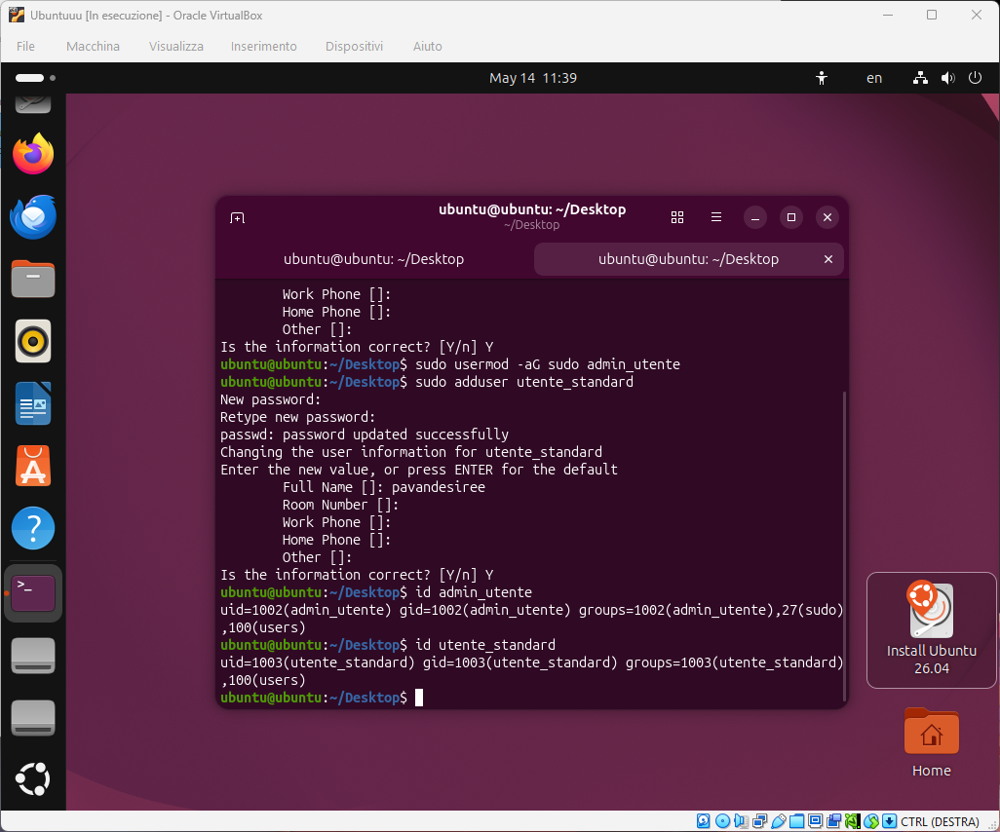 Ubuntuuu [In esecuzione] - Oracle VirtualBox
File Macchina Visualizza Inserimento Dispositivi Aiuto
May 14 11:39
en
ubuntu@ubuntu: ~/Desktop
~/Desktop
ubuntu@ubuntu: ~/Desktop ubuntu@ubuntu: ~/Desktop
Work Phone []:
Home Phone []:
Other []:
Is the information correct? [Y/n] Y
ubuntu@ubuntu:~/Desktop$ sudo usermod -aG sudo admin_utente
ubuntu@ubuntu:~/Desktop$ sudo adduser utente_standard
New password:
Retype new password:
passwd: password updated successfully
Changing the user information for utente_standard
Enter the new value, or press ENTER for the default
Full Name []: pavandesiree
Room Number []:
Work Phone []:
Home Phone []:
Other []:
Is the information correct? [Y/n] Y
ubuntu@ubuntu:~/Desktop$ id admin_utente
uid=1002(admin_utente) gid=1002(admin_utente) groups=1002(admin_utente),27(sudo)
,100(users)
ubuntu@ubuntu:~/Desktop$ id utente_standard
uid=1003(utente_standard) gid=1003(utente_standard) groups=1003(utente_standard)
,100(users)
ubuntu@ubuntu:~/Desktop$
Install Ubuntu
26.04
Home
CTRL (DESTRA)